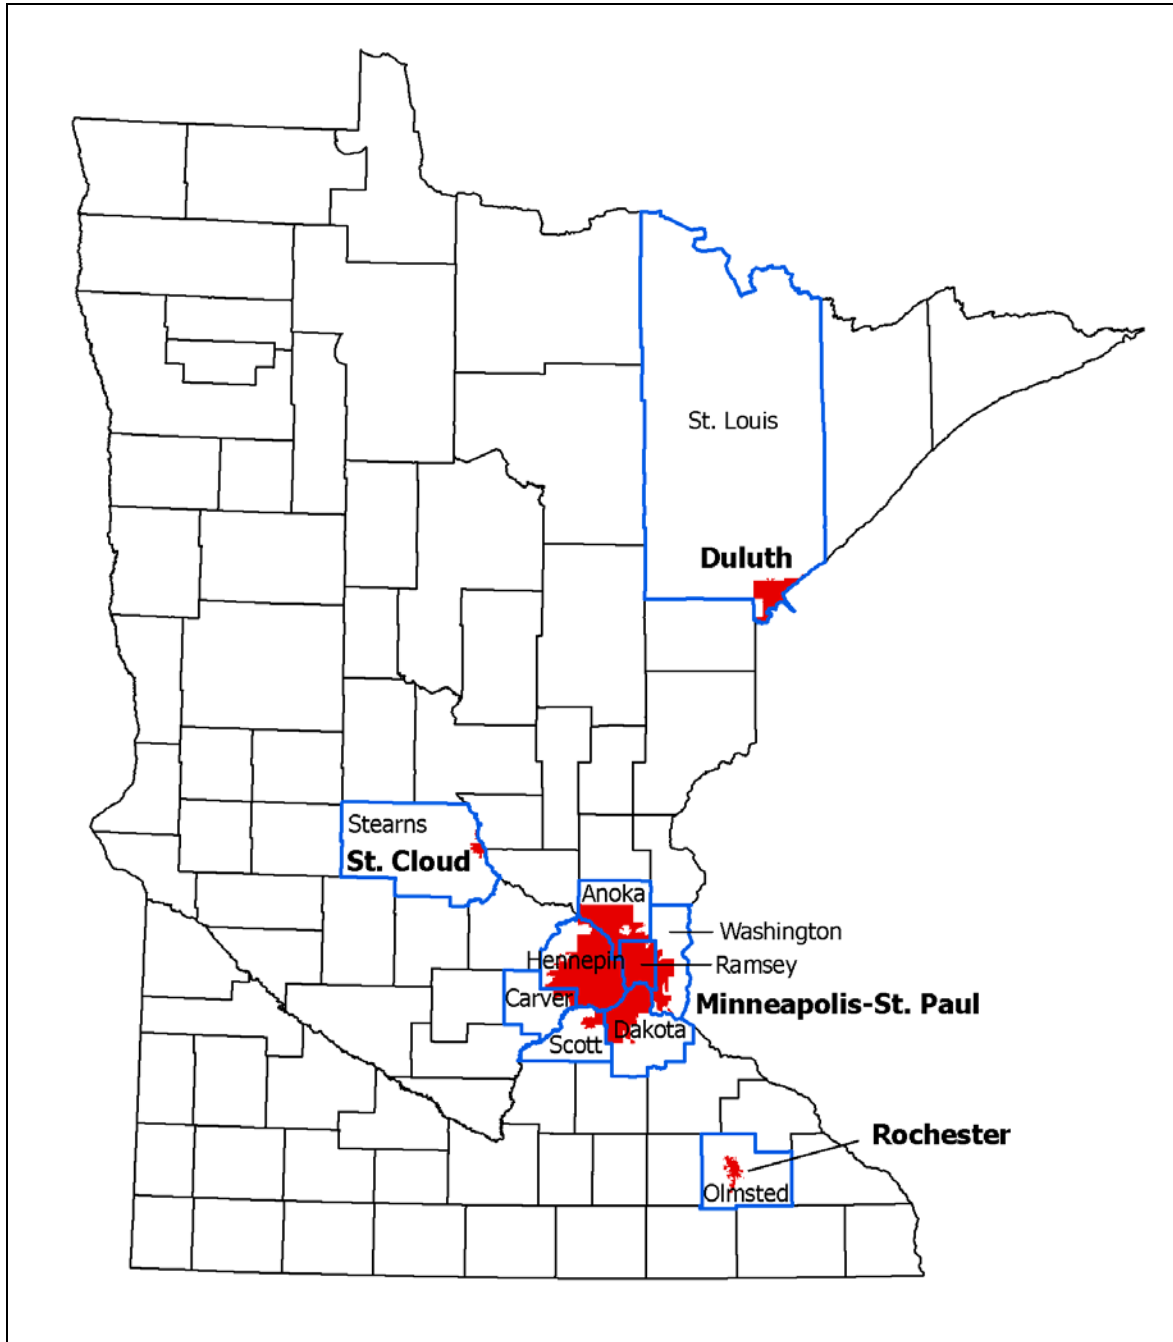 St. Louis
Duluth
Stearns
St. Cloud
Anoka
Washington
Hennepin
Ramsey
Carver
Minneapolis-St. Paul
Dakota
Scott
Rochester
Olmsted